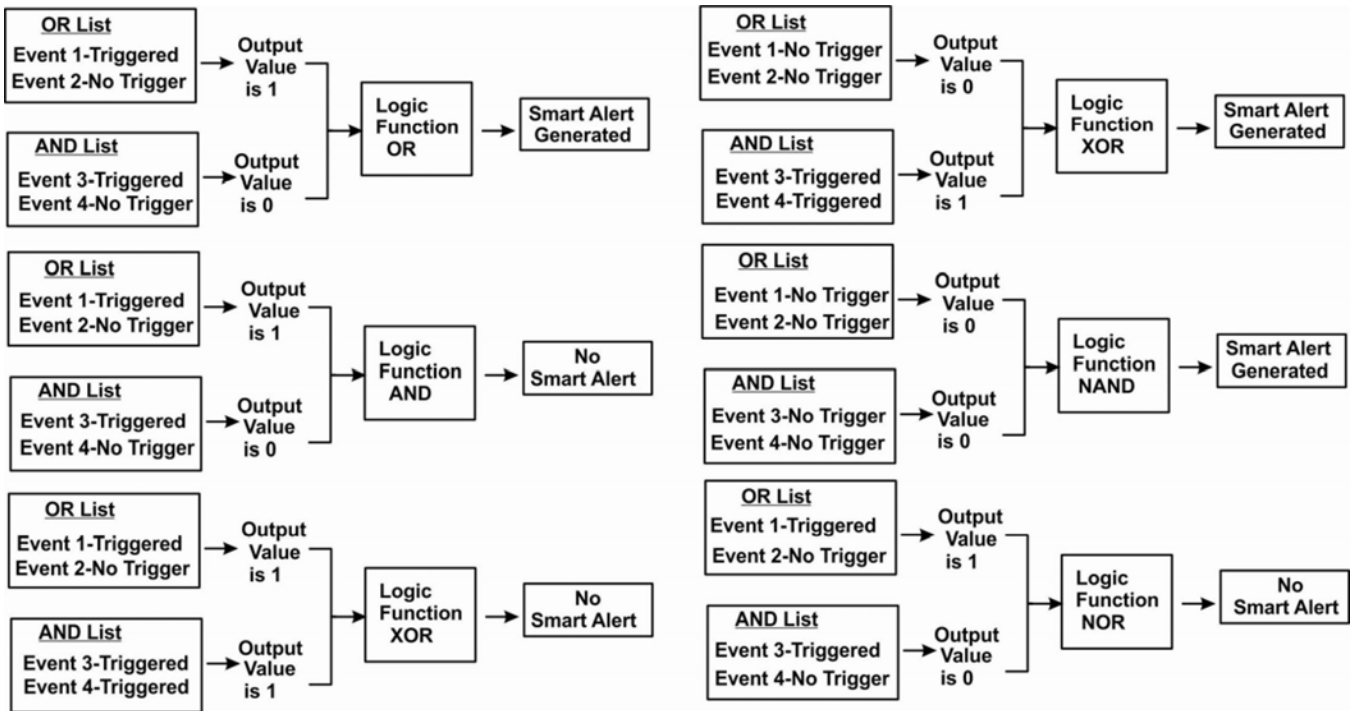 OR List
Event 1-Triggered
Event 2-No Trigger
Output
Value
is 1
AND List
Event 3-Triggered
Event 4-No Trigger
Output
Value
is 0
Logic
Function
OR
Smart Alert
Generated
OR List
Event 1-Triggered
Event 2-No Trigger
Output
Value
is 1
AND List
Event 3-Triggered
Event 4-No Trigger
Output
Value
is 0
Logic
Function
AND
No
Smart Alert
OR List
Event 1-Triggered
Event 2-No Trigger
Output
Value
is 1
AND List
Event 3-Triggered
Event 4-Triggered
Output
Value
is 1
Logic
Function
XOR
No
Smart Alert
OR List
Event 1-No Trigger
Event 2-No Trigger
Output
Value
is 0
AND List
Event 3-Triggered
Event 4-Triggered
Output
Value
is 1
Logic
Function
XOR
Smart Alert
Generated
OR List
Event 1-No Trigger
Event 2-No Trigger
Output
Value
is 0
AND List
Event 3-No Trigger
Event 4-No Trigger
Output
Value
is 0
Logic
Function
NAND
Smart Alert
Generated
OR List
Event 1-Triggered
Event 2-No Trigger
Output
Value
is 1
AND List
Event 3-Triggered
Event 4-No Trigger
Output
Value
is 0
Logic
Function
NOR
No
Smart Alert